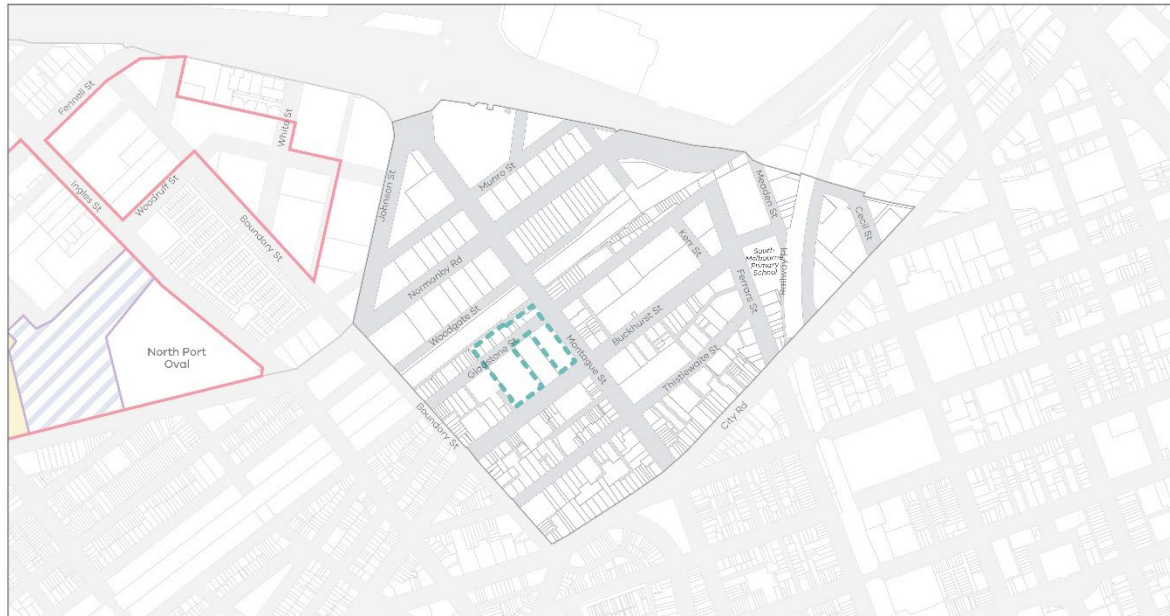 Fennell St
White St
Ingles St
Woodruff St
Boundary St
North Port
Oval
Johnson St
Munro St
Normanby Rd
Woodgate St
Gladstone St
Boundary St
Montague St
Buckhurst St
Kerr St
Thistlewaite St
City Rd
Ferrars St
Meaden St
South
Melbourne
Primary
School
Railway Pl
Cecil St